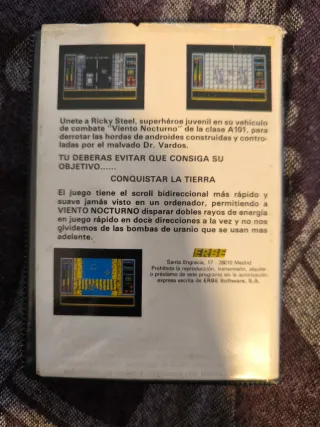 Unete a Ricky Steel, superhéroe juvenil en su vehículo
de combate "Viento Nocturno" de la clase A101, para
derrotar las hordas de androides construidas y contro-
ladas por el malvado Dr. Vardos.
TU DEBERAS EVITAR QUE CONSIGA SU
OBJETIVO......
CONQUISTAR LA TIERRA
El juego tiene el scroll bidireccional más rápido y
suave jamás visto en un ordenador, permitiendo a
VIENTO NOCTURNO disparar dobles rayos de energía
en juego rápido en doce direcciones a la vez y no nos
olvidemos de las bombas de uranio que se usan mas
adelante.
ERBE
Santa Engracia, 17 - 28010 Madrid
Prohibida la reproducción, transmisión, alquiler
o préstamo de este programa sin la autorización
expresa escrita de ERBE Software, S.A.